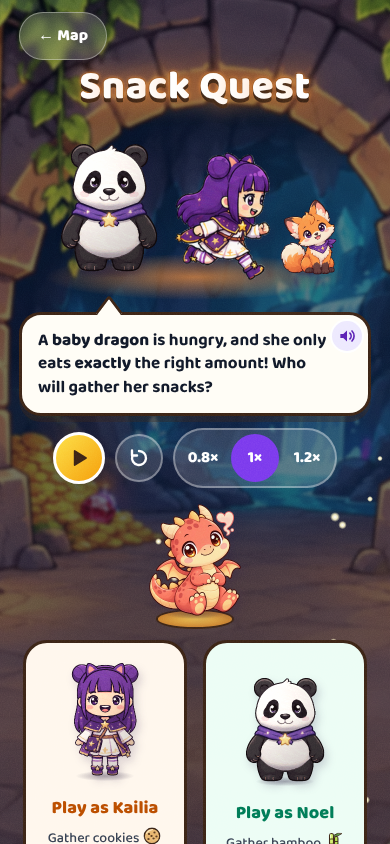 ← Map
Snack Quest
A baby dragon is hungry, and she only
eats exactly the right amount! Who
will gather her snacks?
0.8×
1×
1.2×
Play as Kailia
Gather cookies
Play as Noel
Gather bamboo